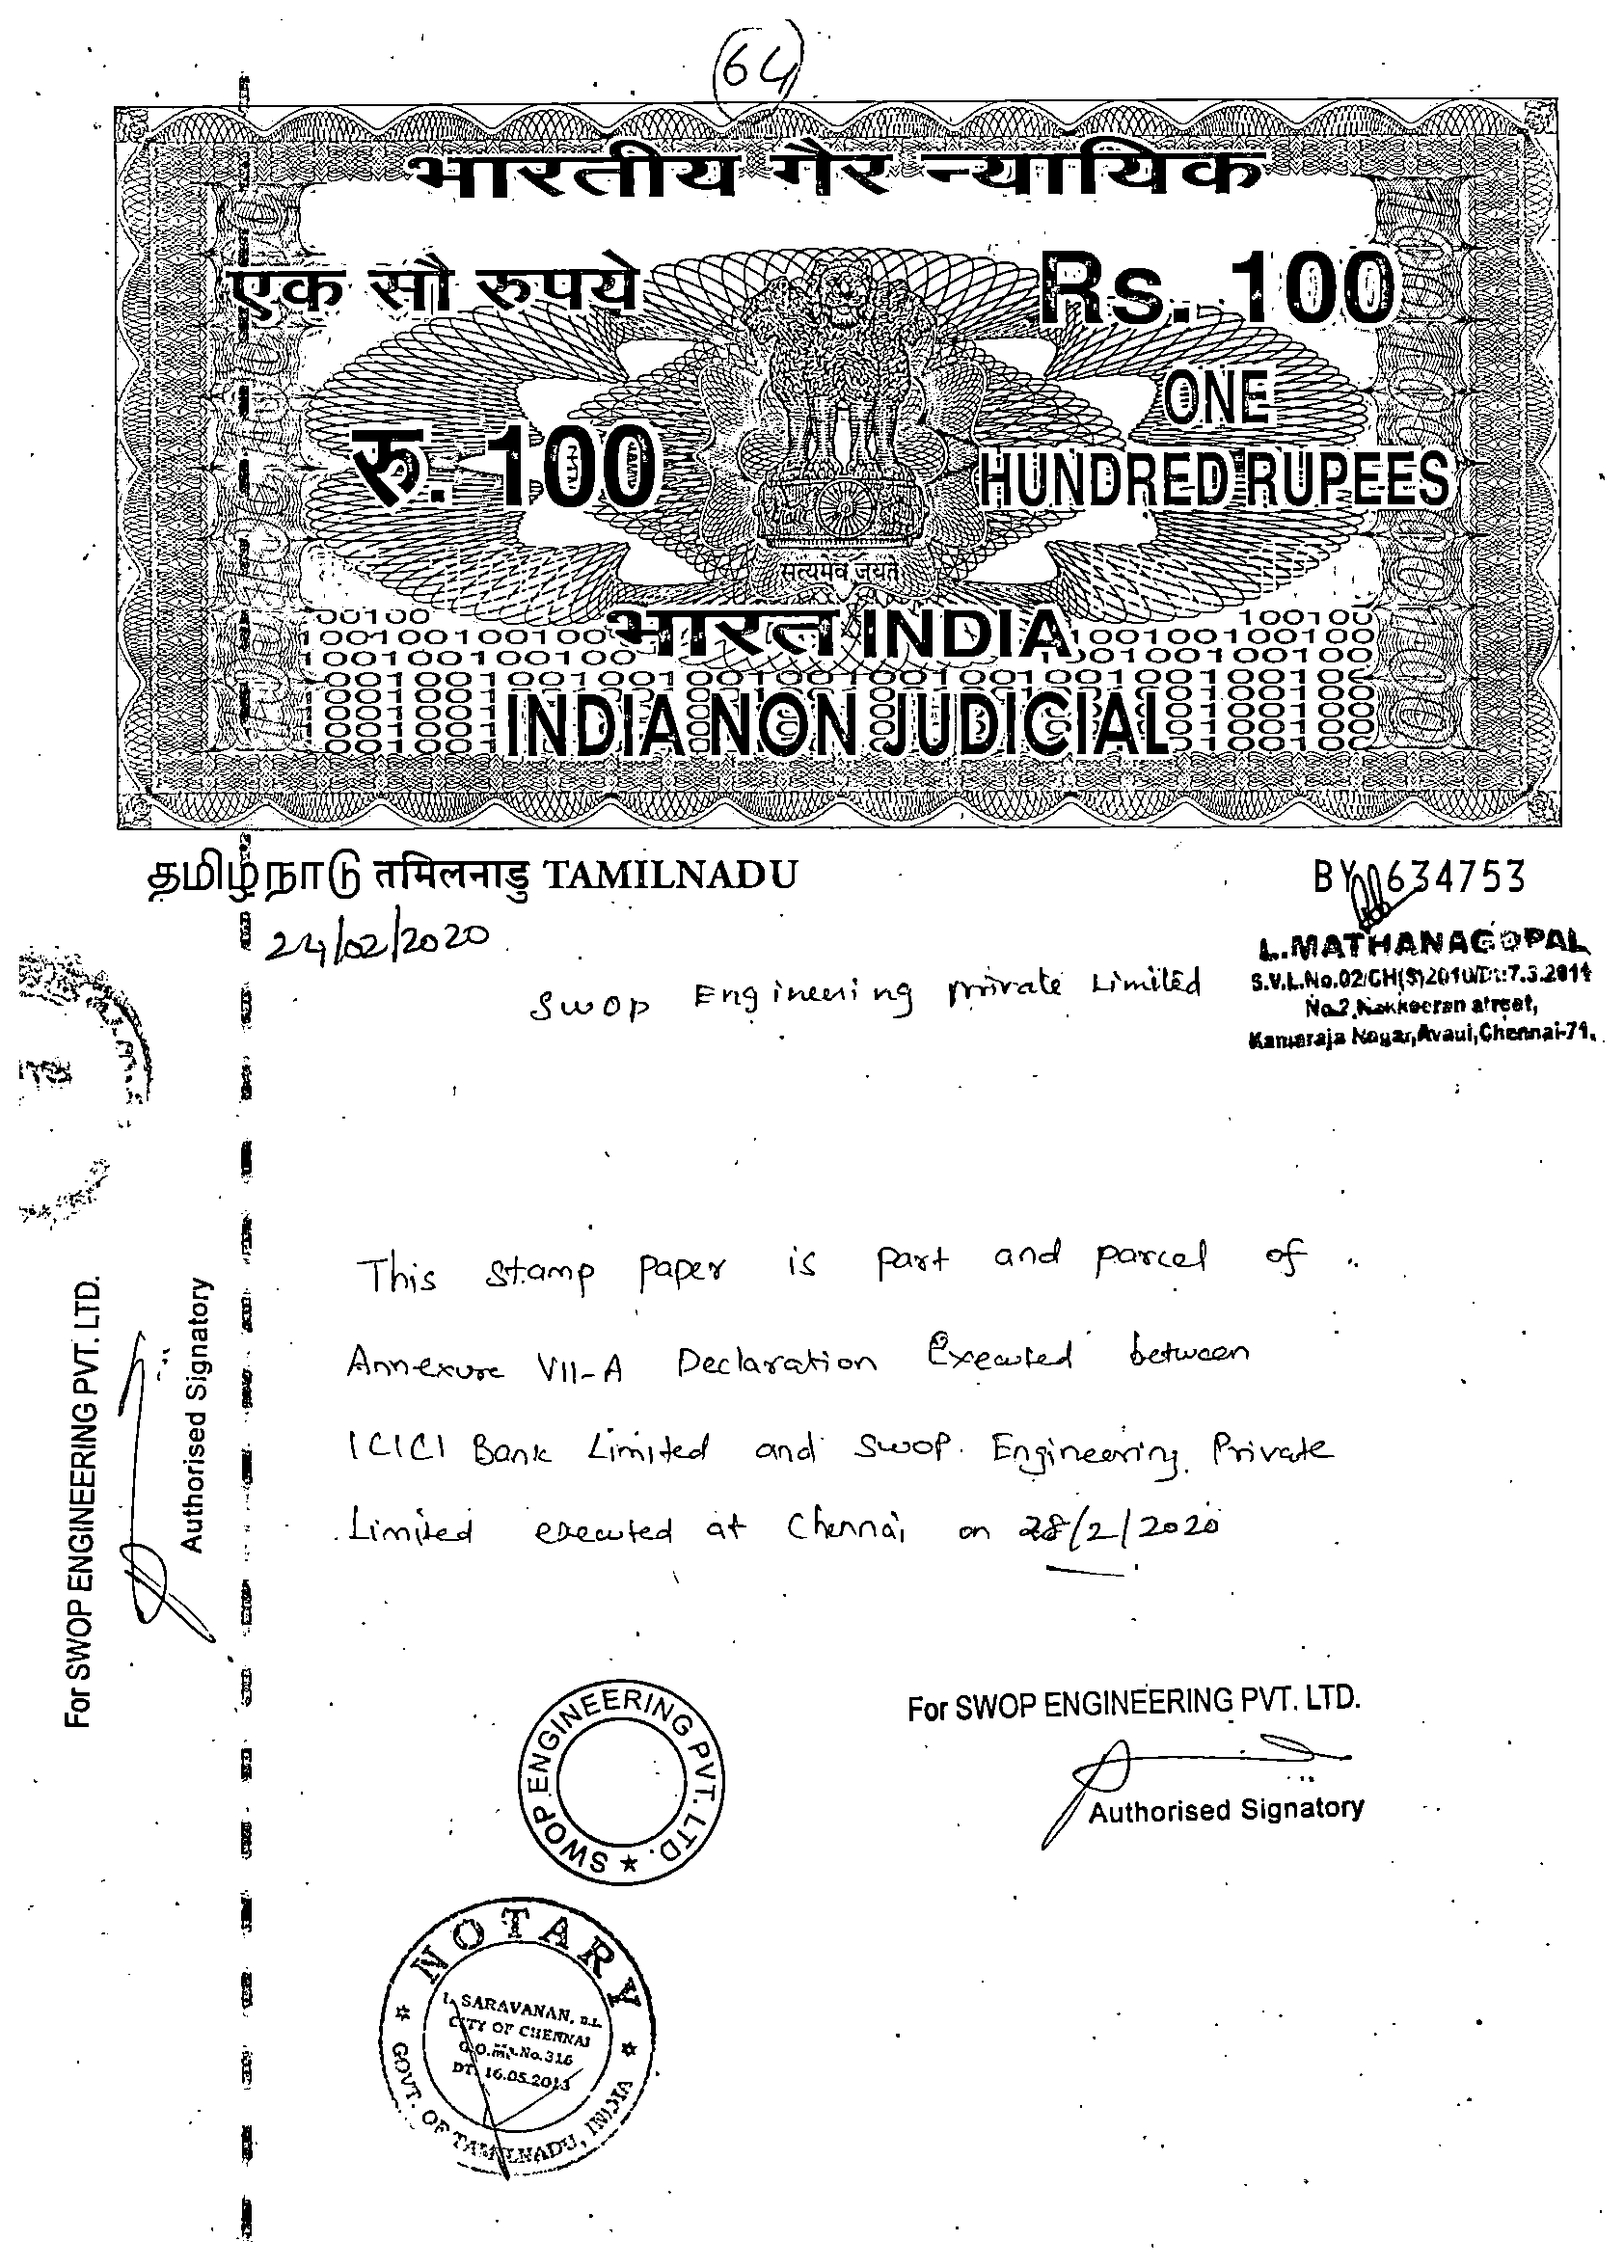 64
भारतीय गैर न्यायिक
एक सौ रुपये
Rs. 100
रु. 100
ONE
HUNDRED RUPEES
सत्यमेव जयते
भारत INDIA
INDIA NON JUDICIAL
தமிழ்நாடு तमिलनाडु TAMILNADU
BY 634753
24/02/2020
Swop Engineering private Limited
L. MATHANAGOPAL
S.V.L.No.02/CH(S)2010/Dt:7.3.2011
No.2, Nakkeeran street,
Kamaraja Nagar, Avadi, Chennai-71.
This stamp paper is part and parcel of
Annexure VII-A Declaration Executed between
ICICI Bank Limited and Swop. Engineering Private
Limited executed at Chennai on 28/2/2020
For SWOP ENGINEERING PVT. LTD.
Authorised Signatory
SWOP ENGINEERING PVT. LTD. ★
For SWOP ENGINEERING PVT. LTD.
Authorised Signatory
NOTARY
L. SARAVANAN, B.L.
CITY OF CHENNAI
G.O.Ms.No.316
DT. 16.05.2013
GOVT. OF TAMILNADU, INDIA